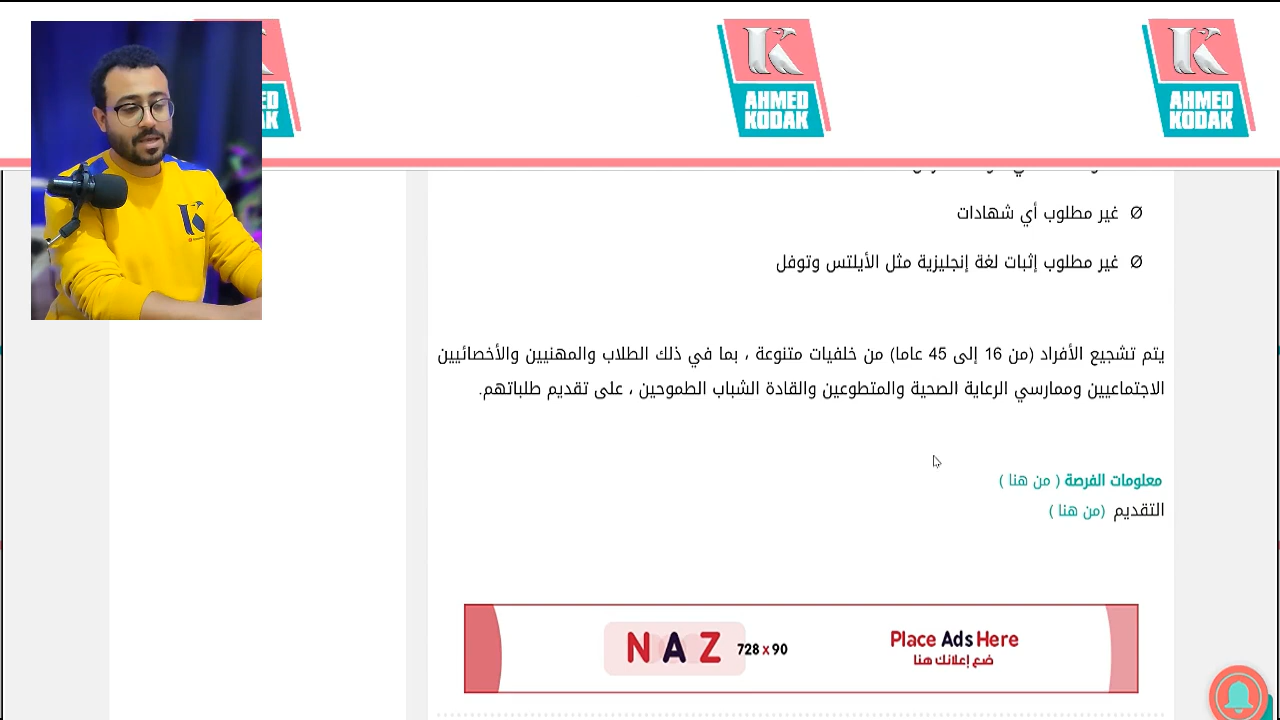 AHMED
KODAK
AHMED
KODAK
Ø غير مطلوب أي شهادات
Ø غير مطلوب إثبات لغة إنجليزية مثل الأيلتس وتوفل
يتم تشجيع الأفراد (من 16 إلى 45 عاما) من خلفيات متنوعة ، بما في ذلك الطلاب والمهنيين والأخصائيين
الاجتماعيين وممارسي الرعاية الصحية والمتطوعين والقادة الشباب الطموحين ، على تقديم طلباتهم.
معلومات الفرصة ( من هنا )
التقديم (من هنا )
NAZ
728 x 90
Place Ads Here
ضع إعلانك هنا